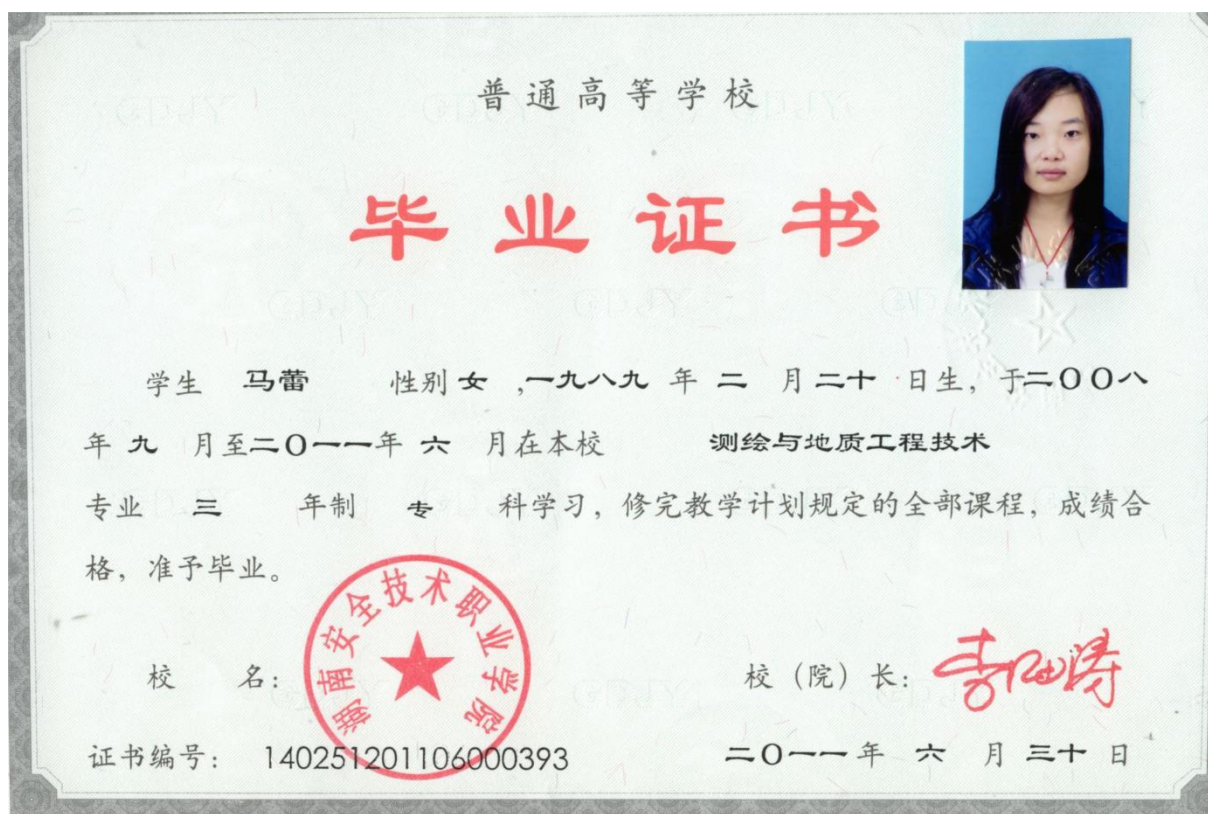 普通高等学校
毕业证书
学生 马蕾 性别 女 ,一九八九 年 二 月 二十 日生，于二〇〇八
年 九 月至二〇一一年 六 月在本校 测绘与地质工程技术
专业 三 年制 专 科学习，修完教学计划规定的全部课程，成绩合
格，准予毕业。
湖南安全技术职业学院
校 名： 校（院）长：
证书编号： 140251201106000393 二〇一一年 六 月 三十 日